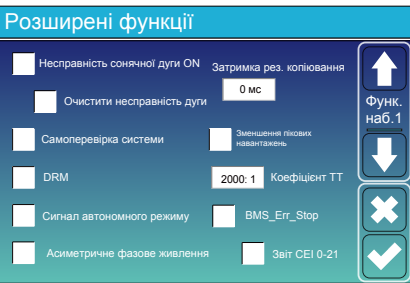 Розширені функції
Несправність сонячної дуги ON
Затримка рез. копіювання
0 мс
Очистити несправність дуги
Функ.
наб.1
Самоперевірка системи
Зменшення пікових
навантажень
DRM
2000: 1
Коефіцієнт ТТ
Сигнал автономного режиму
BMS_Err_Stop
Асиметричне фазове живлення
Звіт CEI 0-21